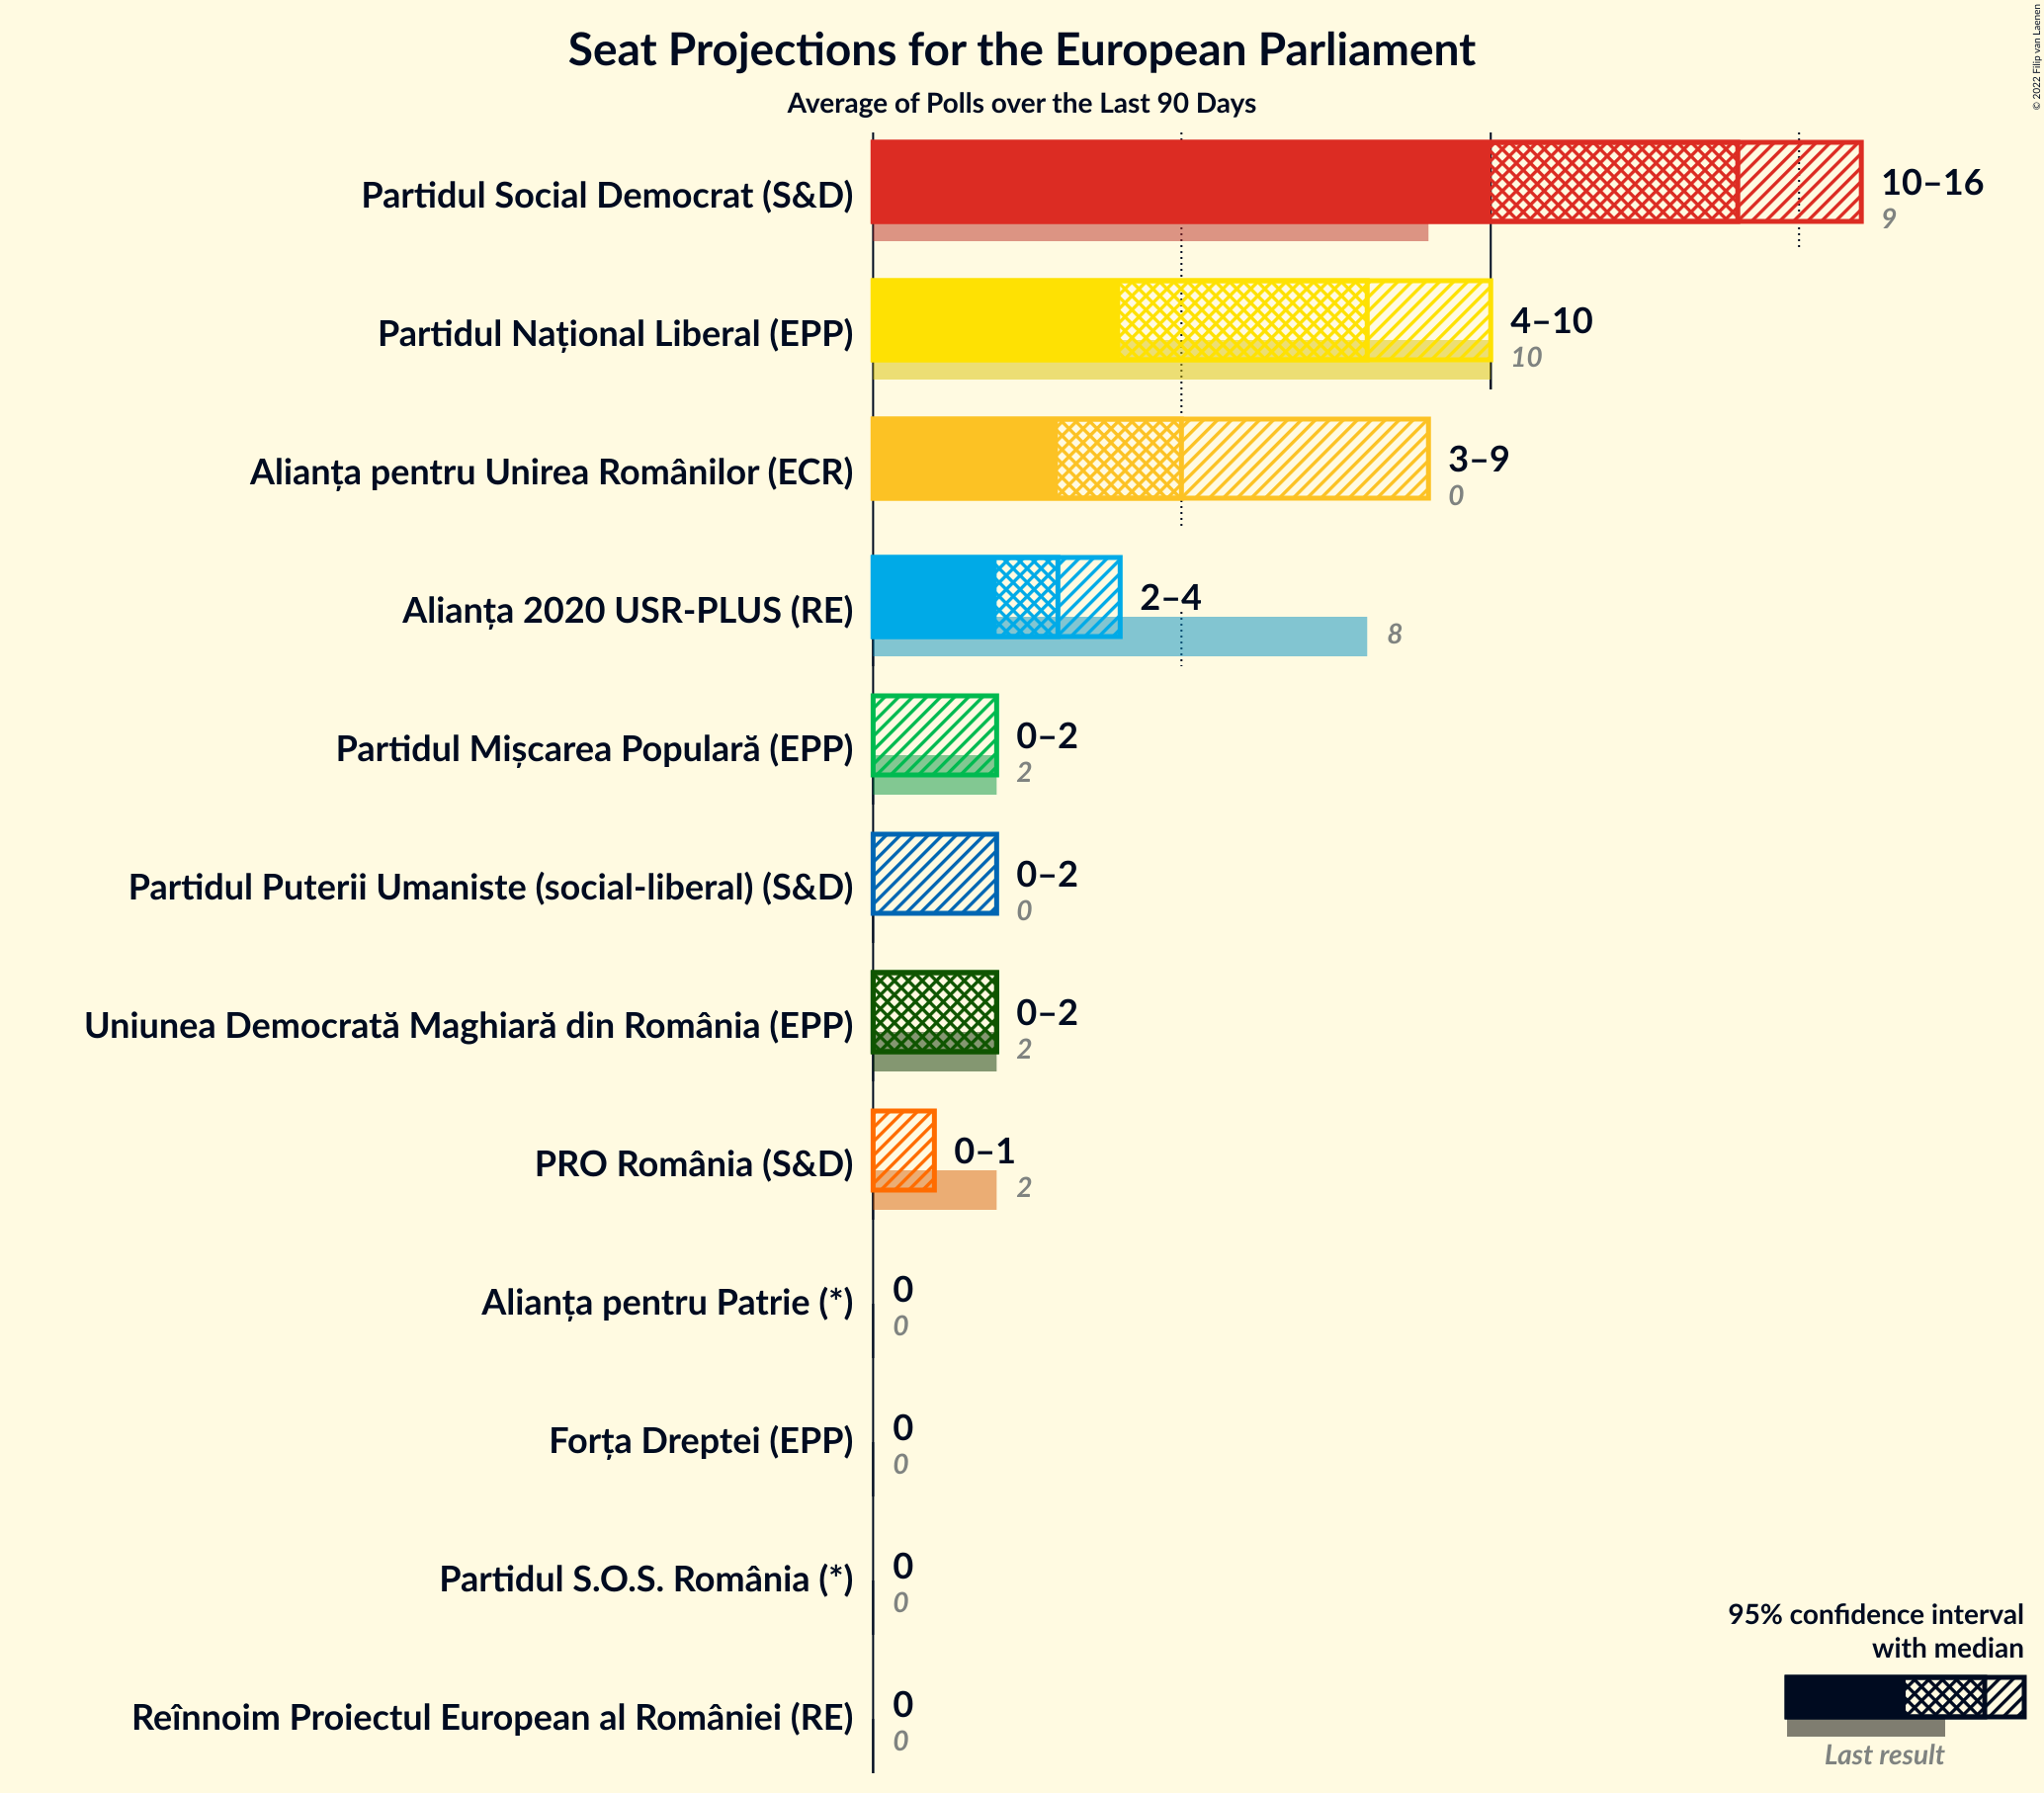 Seat Projections for the European Parliament
Average of Polls over the Last 90 Days
© 2022 Filip van Laenen
Partidul Social Democrat (S&D)
10–16
9
Partidul Național Liberal (EPP)
4–10
10
Alianța pentru Unirea Românilor (ECR)
3–9
0
Alianța 2020 USR-PLUS (RE)
2–4
8
Partidul Mișcarea Populară (EPP)
0–2
2
Partidul Puterii Umaniste (social-liberal) (S&D)
0–2
0
Uniunea Democrată Maghiară din România (EPP)
0–2
2
PRO România (S&D)
0–1
2
Alianța pentru Patrie (*)
0
0
Forța Dreptei (EPP)
0
0
Partidul S.O.S. România (*)
0
0
Reînnoim Proiectul European al României (RE)
0
0
95% confidence interval
with median
Last result